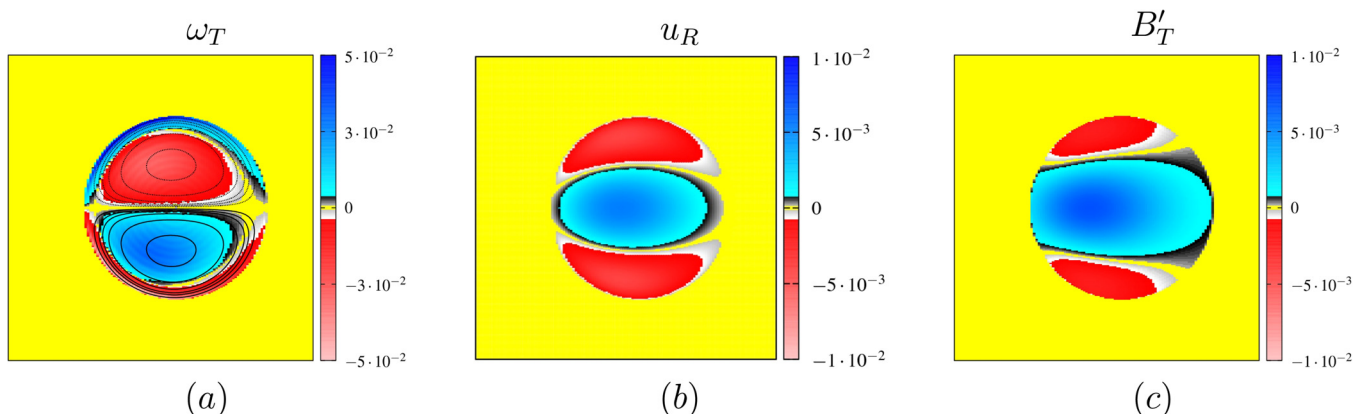 ω_T u_R B′_T
5·10⁻² 1·10⁻² 1·10⁻²
3·10⁻² 5·10⁻³ 5·10⁻³
0 0 0
−3·10⁻² −5·10⁻³ −5·10⁻³
−5·10⁻² −1·10⁻² −1·10⁻²
(a) (b) (c)